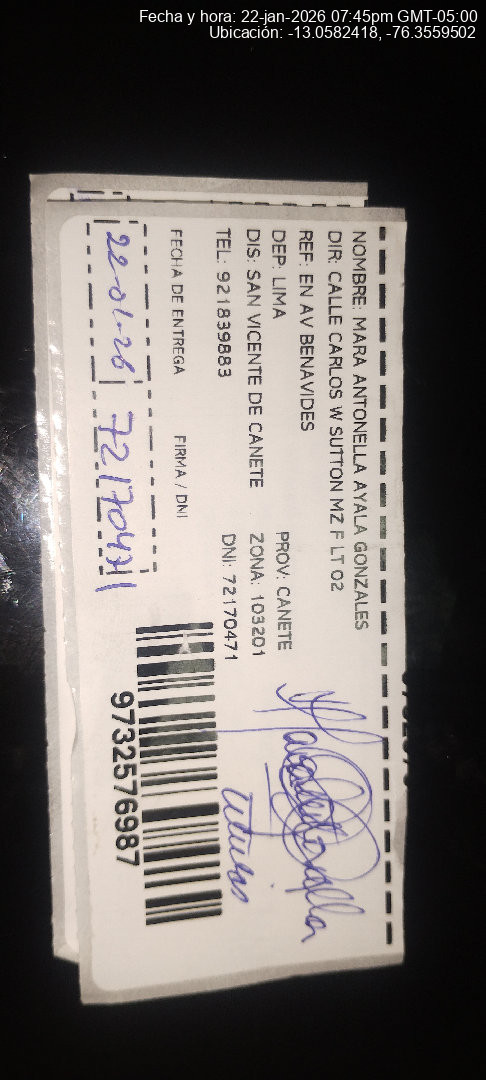 Fecha y hora: 22-jan-2026 07:45pm GMT-05:00
Ubicación: -13.0582418, -76.3559502
NOMBRE: MARA ANTONELLA AYALA GONZALES
DIR: CALLE CARLOS W SUTTON MZ F LT 02
REF: EN AV BENAVIDES
DEP: LIMA PROV: CANETE
DIS: SAN VICENTE DE CANETE ZONA: 103201
TEL: 921839883 DNI: 72170471
FECHA DE ENTREGA FIRMA / DNI
22-01-26 72170471
9732576987